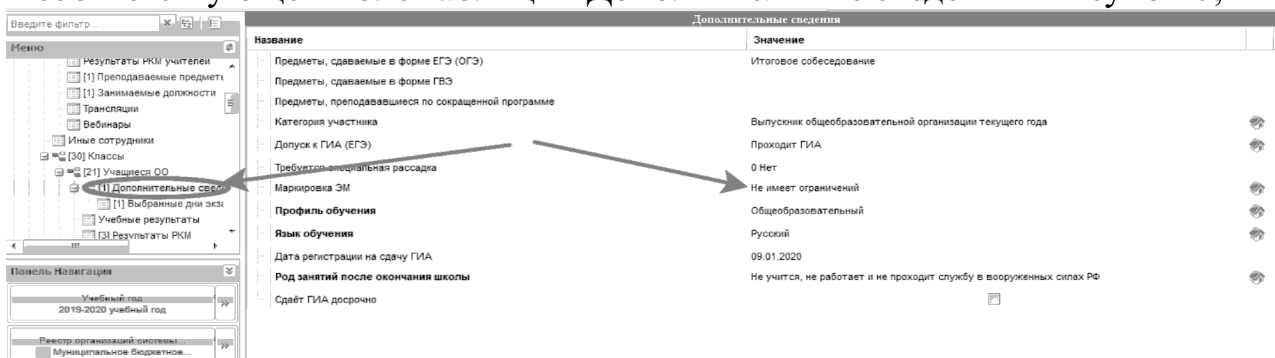 Введите фильтр...
Меню
Результаты РКМ учителей
[1] Преподаваемые предметы
[1] Занимаемые должности
Трансляции
Вебинары
Иные сотрудники
[30] Классы
[21] Учащиеся ОО
[1] Дополнительные свед
[1] Выбранные дни экза
Учебные результаты
[3] Результаты РКМ
Панель Навигации
Учебный год
2019-2020 учебный год
Реестр организаций системы...
Муниципальное бюджетное...
Дополнительные сведения
Название Значение
Предметы, сдаваемые в форме ЕГЭ (ОГЭ) Итоговое собеседование
Предметы, сдаваемые в форме ГВЭ
Предметы, преподававшиеся по сокращенной программе
Категория участника Выпускник общеобразовательной организации текущего года
Допуск к ГИА (ЕГЭ) Проходит ГИА
Требуется специальная рассадка 0 Нет
Маркировка ЭМ Не имеет ограничений
Профиль обучения Общеобразовательный
Язык обучения Русский
Дата регистрации на сдачу ГИА 09.01.2020
Род занятий после окончания школы Не учится, не работает и не проходит службу в вооруженных силах РФ
Сдаёт ГИА досрочно